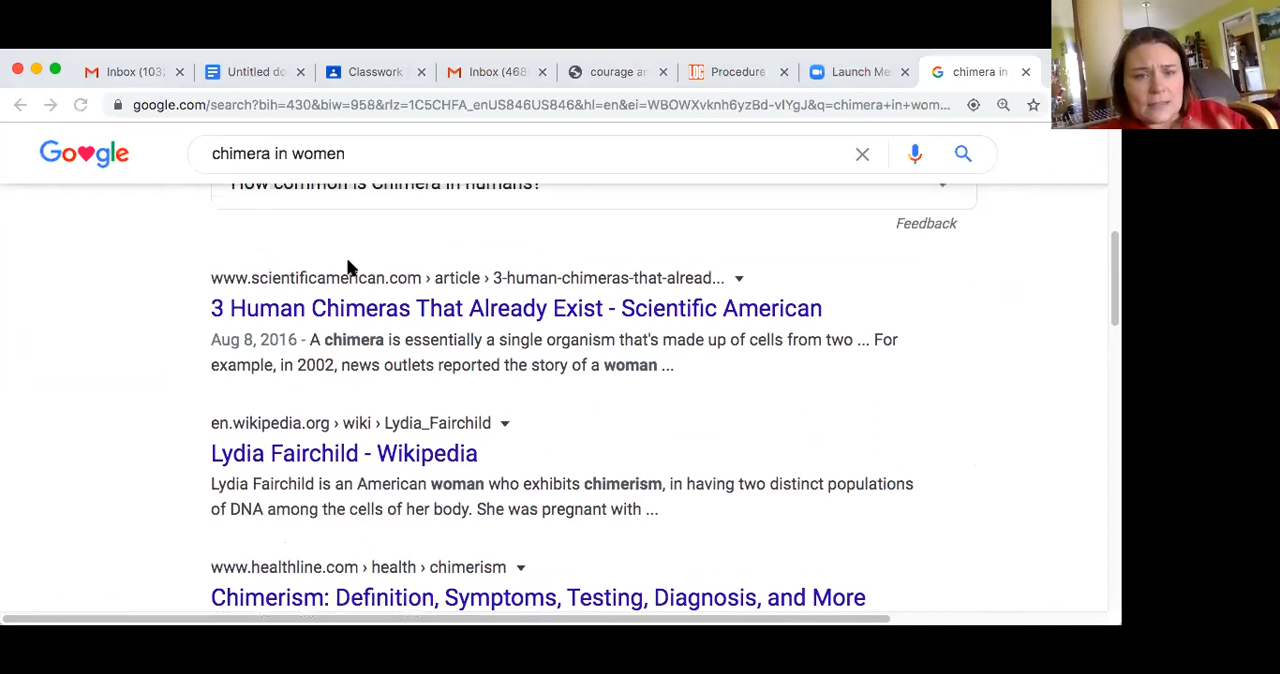 Inbox (103 Untitled do Classwork Inbox (468 courage an Procedure Launch Me chimera in
google.com/search?bih=430&biw=958&rlz=1C5CHFA_enUS846US846&hl=en&ei=WBOWXvknh6yzBd-vIYgJ&q=chimera+in+wom...
Go gle chimera in women
How common is Chimera in humans?
Feedback
www.scientificamerican.com › article › 3-human-chimeras-that-alread...
3 Human Chimeras That Already Exist - Scientific American
Aug 8, 2016 - A chimera is essentially a single organism that's made up of cells from two ... For
example, in 2002, news outlets reported the story of a woman ...
en.wikipedia.org › wiki › Lydia_Fairchild
Lydia Fairchild - Wikipedia
Lydia Fairchild is an American woman who exhibits chimerism, in having two distinct populations
of DNA among the cells of her body. She was pregnant with ...
www.healthline.com › health › chimerism
Chimerism: Definition, Symptoms, Testing, Diagnosis, and More